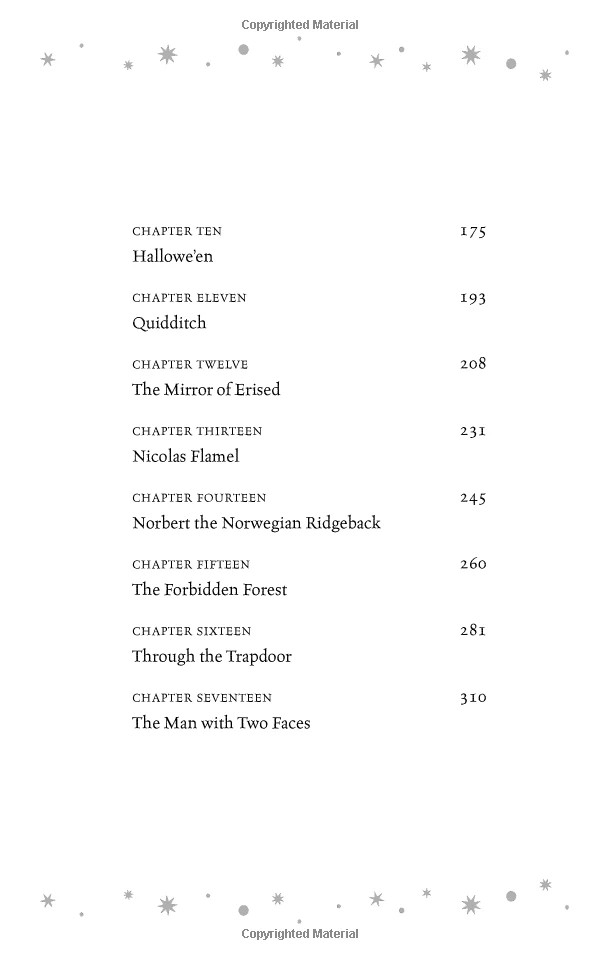 Copyrighted Material
CHAPTER TEN 175
Hallowe'en
CHAPTER ELEVEN 193
Quidditch
CHAPTER TWELVE 208
The Mirror of Erised
CHAPTER THIRTEEN 231
Nicolas Flamel
CHAPTER FOURTEEN 245
Norbert the Norwegian Ridgeback
CHAPTER FIFTEEN 260
The Forbidden Forest
CHAPTER SIXTEEN 281
Through the Trapdoor
CHAPTER SEVENTEEN 310
The Man with Two Faces
Copyrighted Material